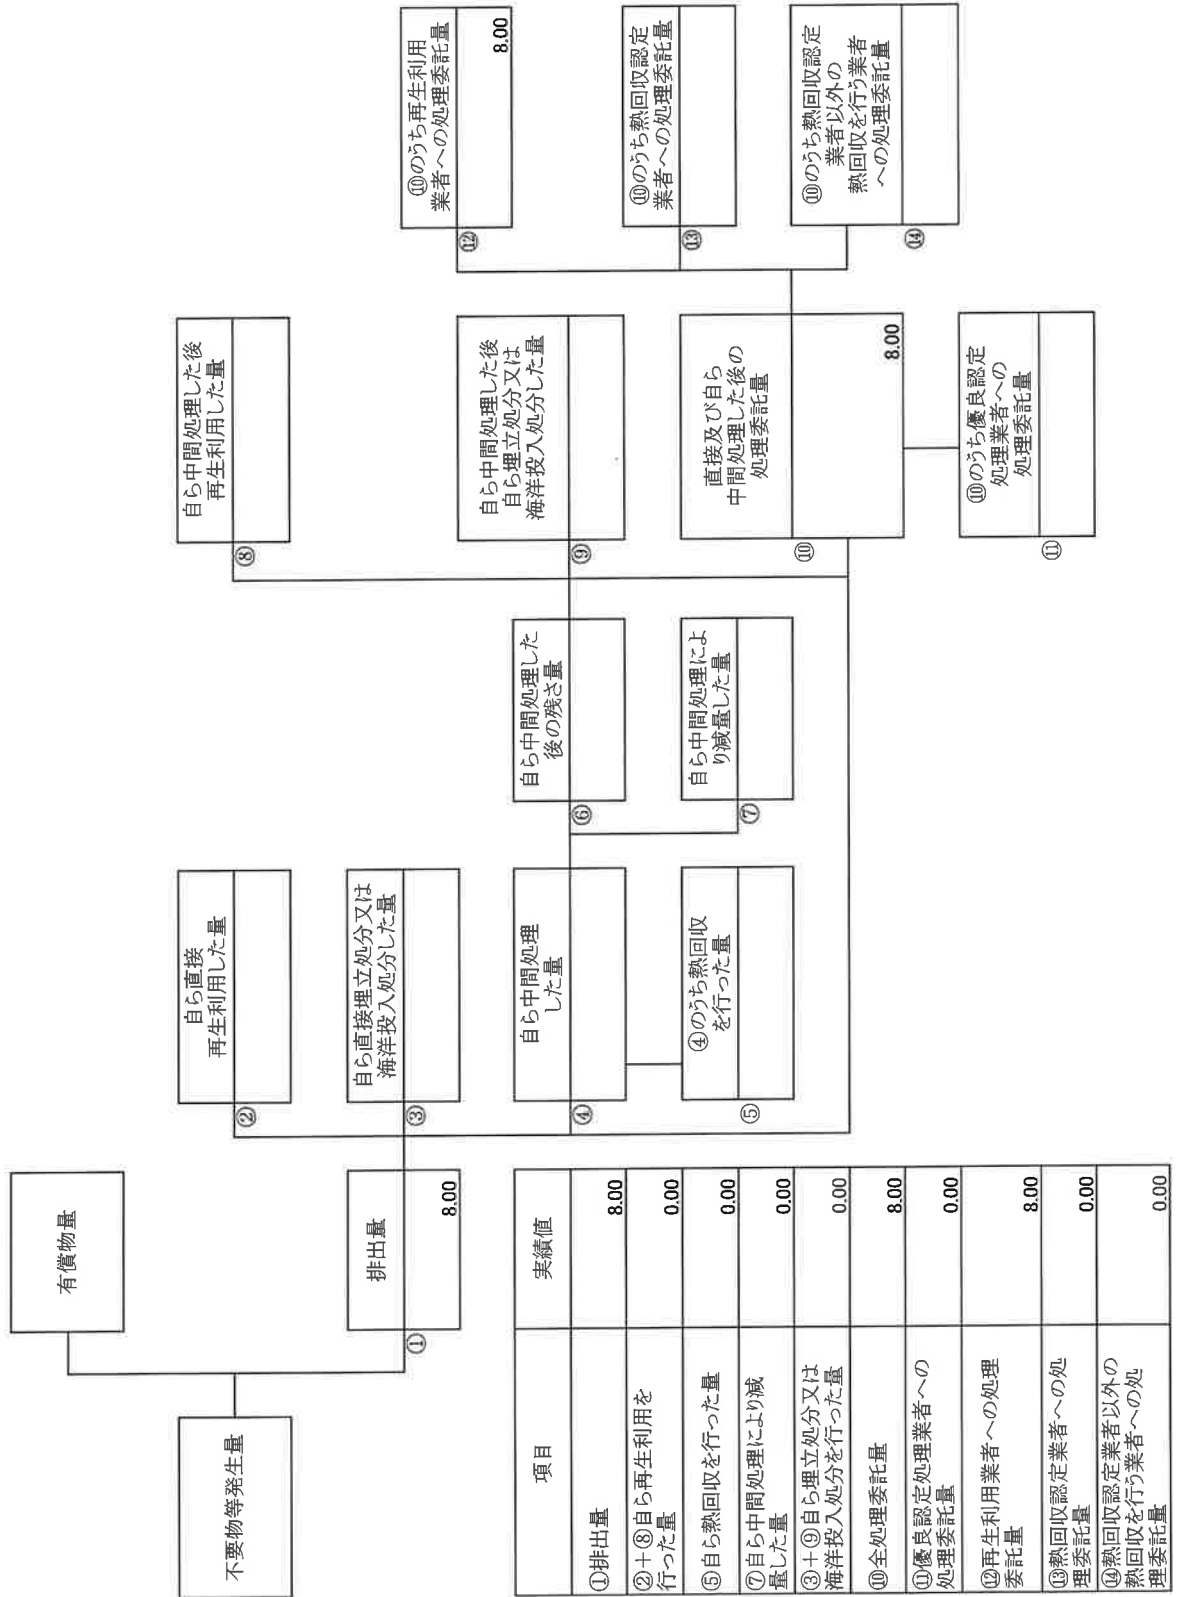 有償物量
不要物等発生量
排出量
①
8.00
自ら直接
再生利用した量
②
自ら直接埋立処分又は
海洋投入処分した量
③
自ら中間処理
した量
④
④のうち熱回収
を行った量
⑤
自ら中間処理した
後の残さ量
⑥
自ら中間処理によ
り減量した量
⑦
自ら中間処理した後
再生利用した量
⑧
自ら中間処理した後
自ら埋立処分又は
海洋投入処分した量
⑨
直接及び自ら
中間処理した後の
処理委託量
⑩
8.00
⑩のうち優良認定
処理業者への
処理委託量
⑪
⑩のうち再生利用
業者への処理委託量
⑫
8.00
⑩のうち熱回収認定
業者への処理委託量
⑬
⑩のうち熱回収認定
業者以外の
熱回収を行う業者
への処理委託量
⑭
項目 実績値
①排出量 8.00
②+⑧自ら再生利用を
行った量 0.00
⑤自ら熱回収を行った量 0.00
⑦自ら中間処理により減
量した量 0.00
③+⑨自ら埋立処分又は
海洋投入処分を行った量 0.00
⑩全処理委託量 8.00
⑪優良認定処理業者への
処理委託量 0.00
⑫再生利用業者への処理
委託量 8.00
⑬熱回収認定業者への処
理委託量 0.00
⑭熱回収認定業者以外の
熱回収を行う業者への処
理委託量 0.00